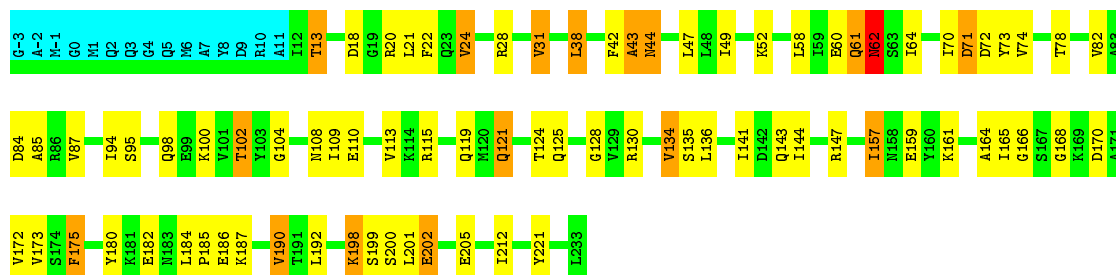 G-3 A-2 M-1 G0 M1 Q2 Q3 G4 Q5 M6 A7 Y8 D9 R10 A11 I12 T13 D18 G19 R20 L21 F22 Q23 V24 R28 V31 L38 F42 A43 N44 L47 L48 I49 K52 L58 I59 E60 Q61 N62 S63 I64 I70 D71 D72 Y73 V74 T78 V82 A83
D84 A85 R86 V87 I94 S95 Q98 E99 K100 V101 T102 Y103 G104 N108 I109 E110 V113 K114 R115 Q119 M120 Q121 T124 Q125 G128 V129 R130 V134 S135 L136 I141 D142 Q143 I144 R147 I157 N158 E159 Y160 K161 A164 I165 G166 S167 G168 K169 D170 A171
V172 V173 S174 F175 Y180 K181 E182 N183 L184 P185 E186 K187 V190 T191 L192 K198 S199 S200 L201 E202 E205 I212 Y221 L233